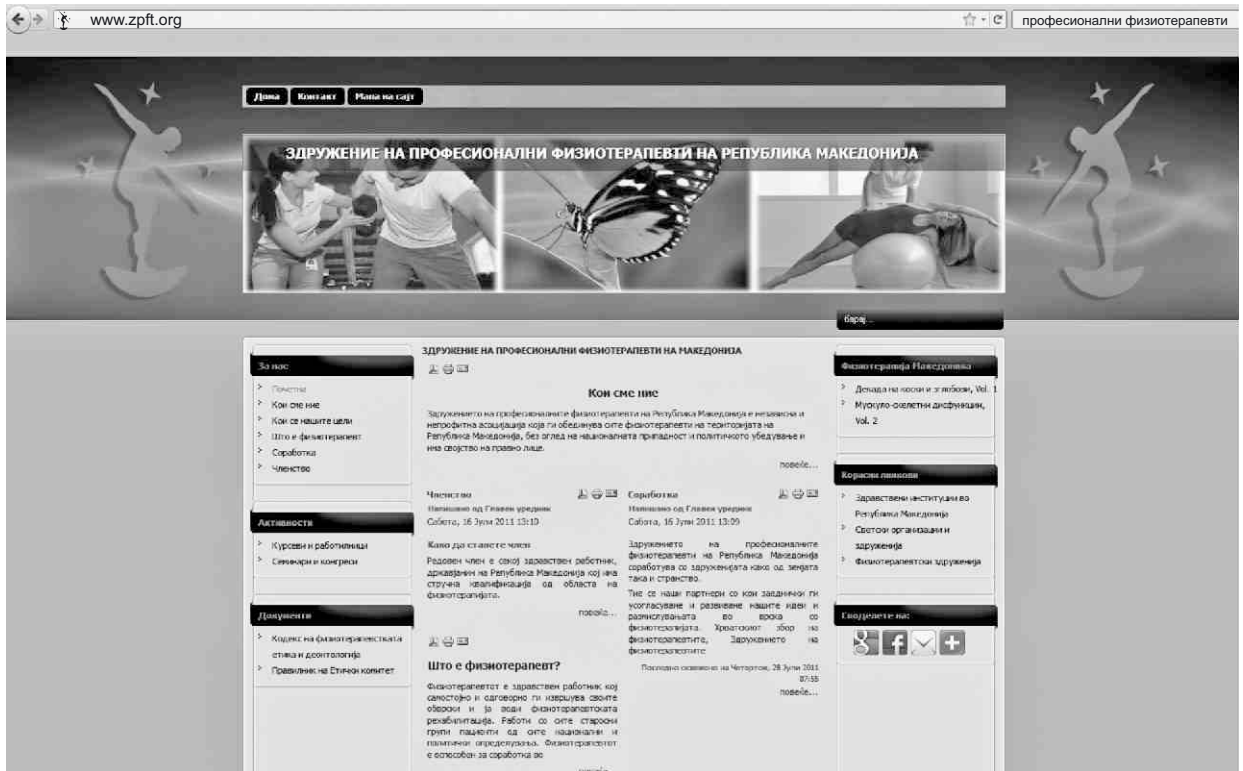 www.zpft.org
професионални физиотерапевти
Дома
Контакт
Мапа на сајт
ЗДРУЖЕНИЕ НА ПРОФЕСИОНАЛНИ ФИЗИОТЕРАПЕВТИ НА РЕПУБЛИКА МАКЕДОНИЈА
барај...
За нас
Почетна
Кои сме ние
Кои се нашите цели
Што е физиотерапевт
Соработка
Членство
Активности
Курсеви и работилници
Семинари и конгреси
Документи
Кодекс на физиотерапевтската
етика и деонтологија
Правилник на Етички комитет
ЗДРУЖЕНИЕ НА ПРОФЕСИОНАЛНИ ФИЗИОТЕРАПЕВТИ НА МАКЕДОНИЈА
Кои сме ние
Здружението на професионалните физиотерапевти на Република Македонија е независна и
непрофитна асоцијација која ги обединува сите физиотерапевти на територијата на
Република Македонија, без оглед на националната припадност и политичкото убедување и
има својство на правно лице.
повеќе...
Членство
Напишано од Главен уредник
Сабота, 16 Јули 2011 13:10
Како да станете член
Редовен член е секој здравствен работник,
државјанин на Република Македонија кој има
стручна квалификација од областа на
физиотерапијата.
повеќе...
Што е физиотерапевт?
Физиотерапевтот е здравствен работник кој
самостојно и одговорно ги извршува своите
обврски и ја води физиотерапевтската
рехабилитација. Работи со сите старосни
групи пациенти од сите национални и
политички определувања. Физиотерапевтот
е оспособен за соработка во
Соработка
Напишано од Главен уредник
Сабота, 16 Јули 2011 13:09
Здружението на професионалните
физиотерапевти на Република Македонија
соработува со здруженијата како од земјата
така и странство.
Тие се наши партнери со кои заеднички ги
усогласуваме и развиваме нашите идеи и
размислувањата во врска со
физиотерапијата. Хрватскиот збор на
физиотерапевтите, Здружението на
физиотерапевтите
Последно освежено на Четврток, 28 Јули 2011
07:55
повеќе...
Физиотерапија Македоника
Декада на коски и зглобови, Vol. 1
Мускуло-скелетни дисфункции,
Vol. 2
Корисни линкови
Здравствени институции во
Република Македонија
Светски организации и
здруженија
Физиотерапевтски здруженија
Споделете не: